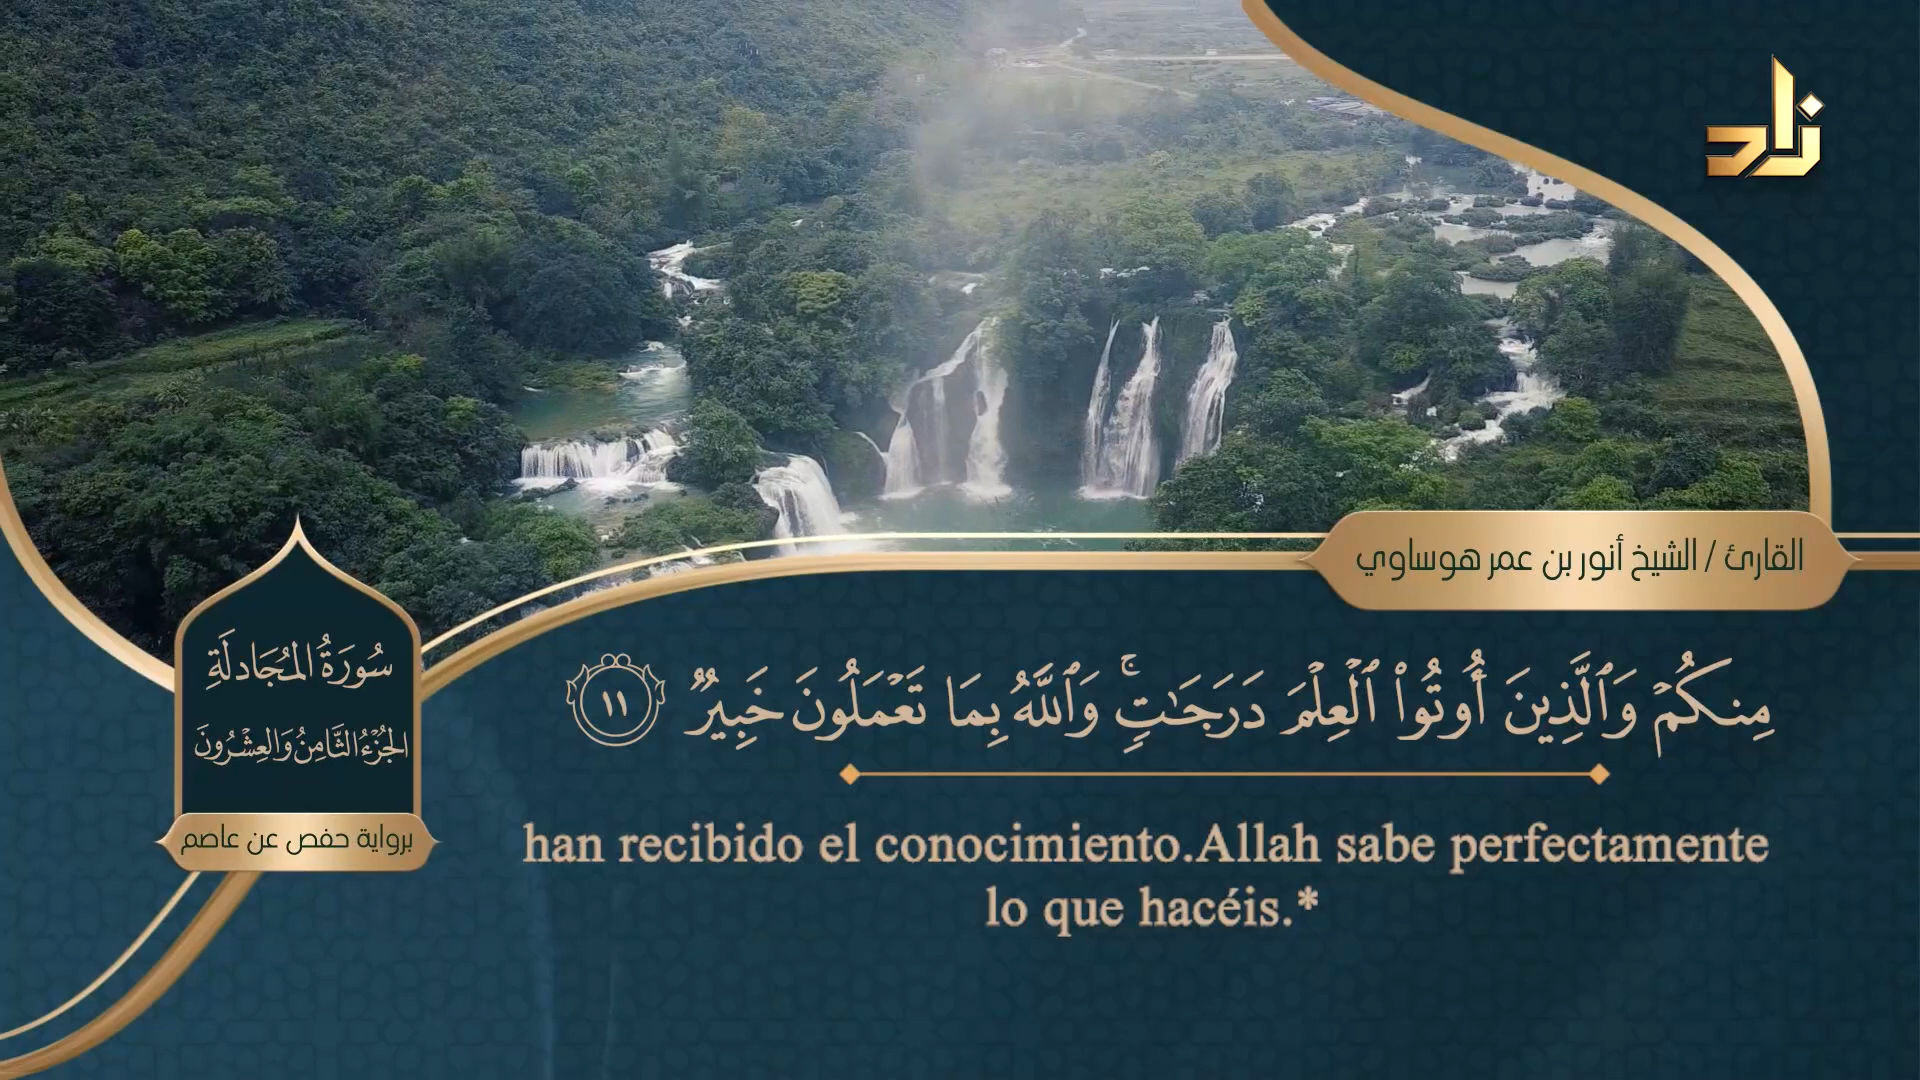 زاد
القارئ / الشيخ أنور بن عمر هوساوي
سُورَةُ المُجَادلَةِ
الجُزْءُ الثَّامِنُ وَالعِشْرُونَ
برواية حفص عن عاصم
مِنكُمْ وَٱلَّذِينَ أُوتُوا۟ ٱلْعِلْمَ دَرَجَـٰتٍۚ وَٱللَّهُ بِمَا تَعْمَلُونَ خَبِيرٌ ١١
han recibido el conocimiento.Allah sabe perfectamente
lo que hacéis.*